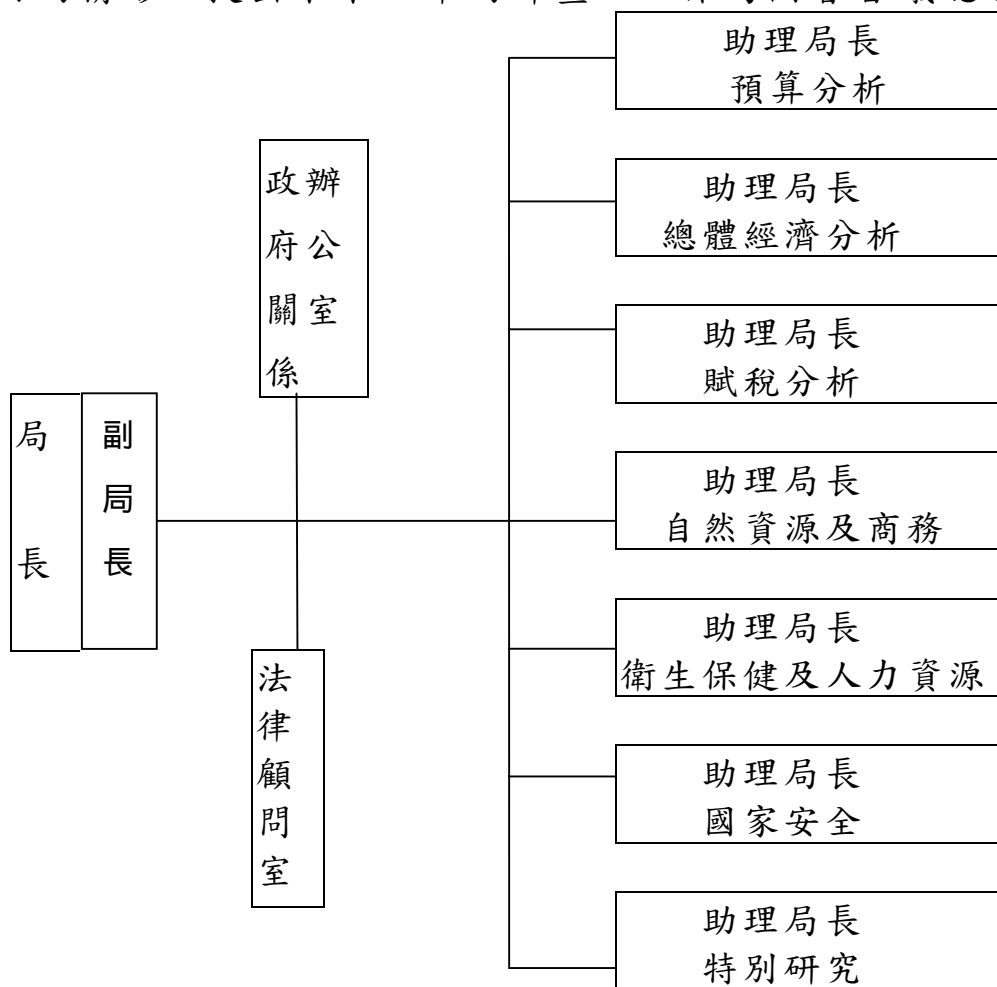 助理局長
預算分析
政府關係
辦公室
助理局長
總體經濟分析
助理局長
賦稅分析
局長
副局長
助理局長
自然資源及商務
助理局長
衛生保健及人力資源
法律顧問室
助理局長
國家安全
助理局長
特別研究